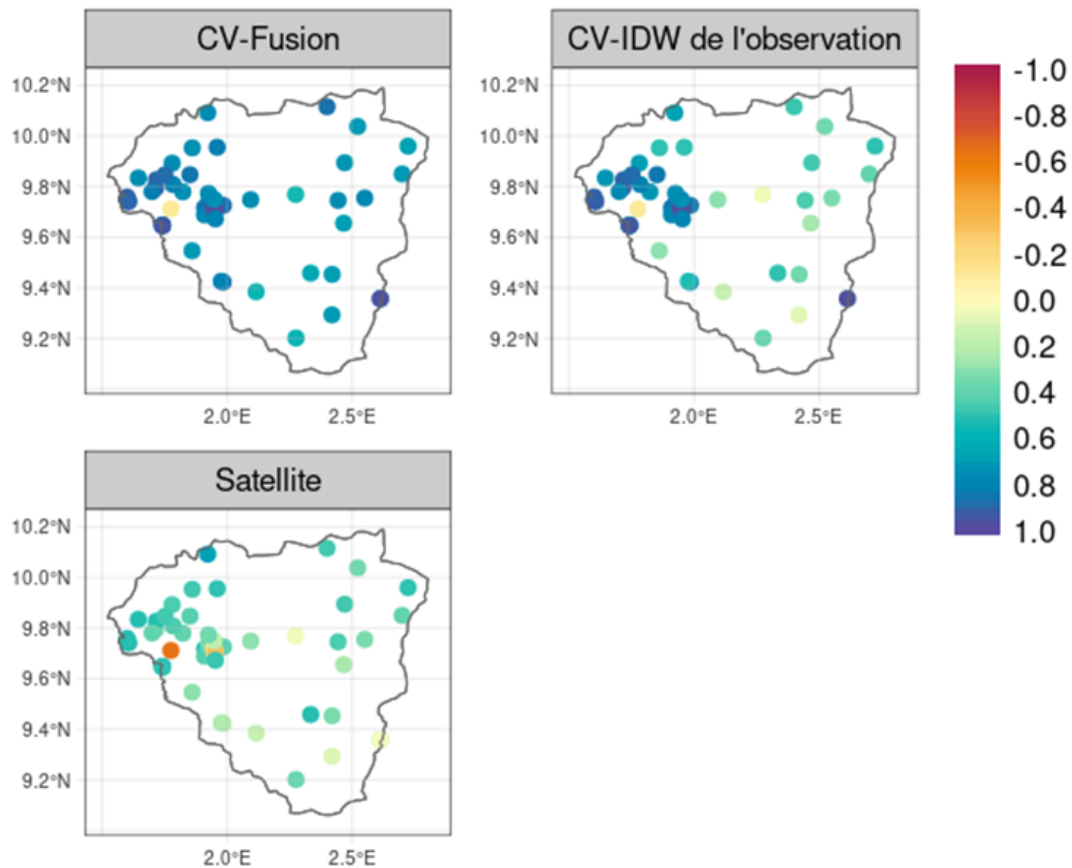 CV-Fusion
CV-IDW de l'observation
10.2°N
10.0°N
9.8°N
9.6°N
9.4°N
9.2°N
2.0°E
2.5°E
10.2°N
10.0°N
9.8°N
9.6°N
9.4°N
9.2°N
2.0°E
2.5°E
-1.0
-0.8
-0.6
-0.4
-0.2
0.0
0.2
0.4
0.6
0.8
1.0
Satellite
10.2°N
10.0°N
9.8°N
9.6°N
9.4°N
9.2°N
2.0°E
2.5°E